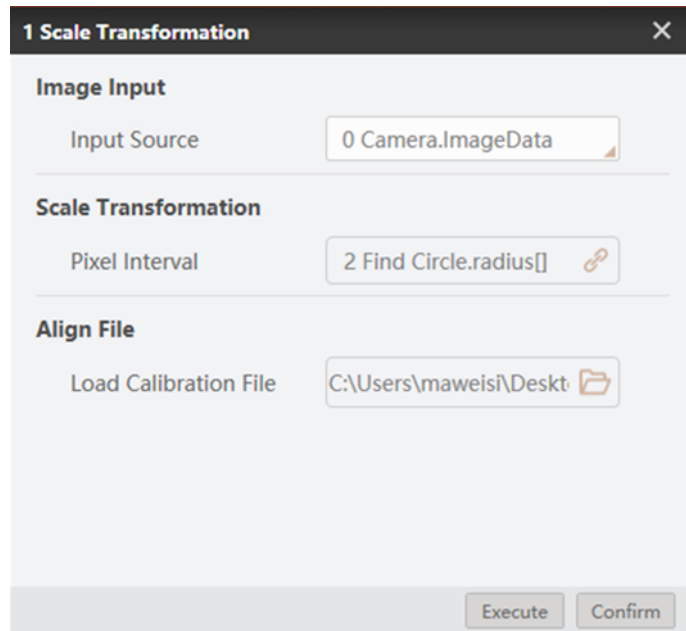 1 Scale Transformation
Image Input
Input Source 0 Camera.ImageData
Scale Transformation
Pixel Interval 2 Find Circle.radius[]
Align File
Load Calibration File C:\Users\maweisi\Deskt
Execute Confirm